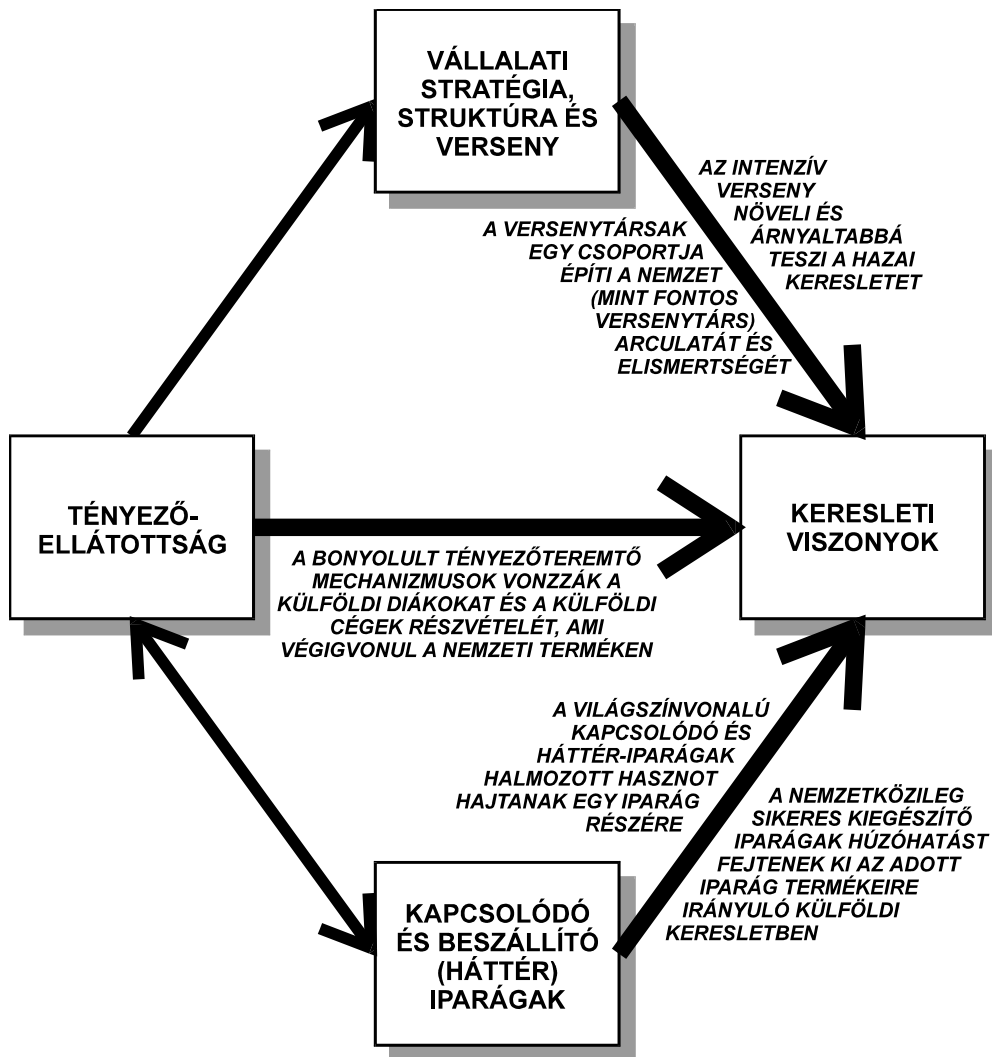 VÁLLALATI
STRATÉGIA,
STRUKTÚRA ÉS
VERSENY
AZ INTENZÍV
VERSENY
NÖVELI ÉS
ÁRNYALTABBÁ
TESZI A HAZAI
KERESLETET
A VERSENYTÁRSAK
EGY CSOPORTJA
ÉPÍTI A NEMZET
(MINT FONTOS
VERSENYTÁRS)
ARCULATÁT ÉS
ELISMERTSÉGÉT
TÉNYEZŐ-
ELLÁTOTTSÁG
KERESLETI
VISZONYOK
A BONYOLULT TÉNYEZŐTEREMTŐ
MECHANIZMUSOK VONZZÁK A
KÜLFÖLDI DIÁKOKAT ÉS A KÜLFÖLDI
CÉGEK RÉSZVÉTELÉT, AMI
VÉGIGVONUL A NEMZETI TERMÉKEN
A VILÁGSZÍNVONALÚ
KAPCSOLÓDÓ ÉS
HÁTTÉR-IPARÁGAK
HALMOZOTT HASZNOT
HAJTANAK EGY IPARÁG
RÉSZÉRE
A NEMZETKÖZILEG
SIKERES KIEGÉSZÍTŐ
IPARÁGAK HÚZÓHATÁST
FEJTENEK KI AZ ADOTT
IPARÁG TERMÉKEIRE
IRÁNYULÓ KÜLFÖLDI
KERESLETBEN
KAPCSOLÓDÓ
ÉS BESZÁLLÍTÓ
(HÁTTÉR)
IPARÁGAK